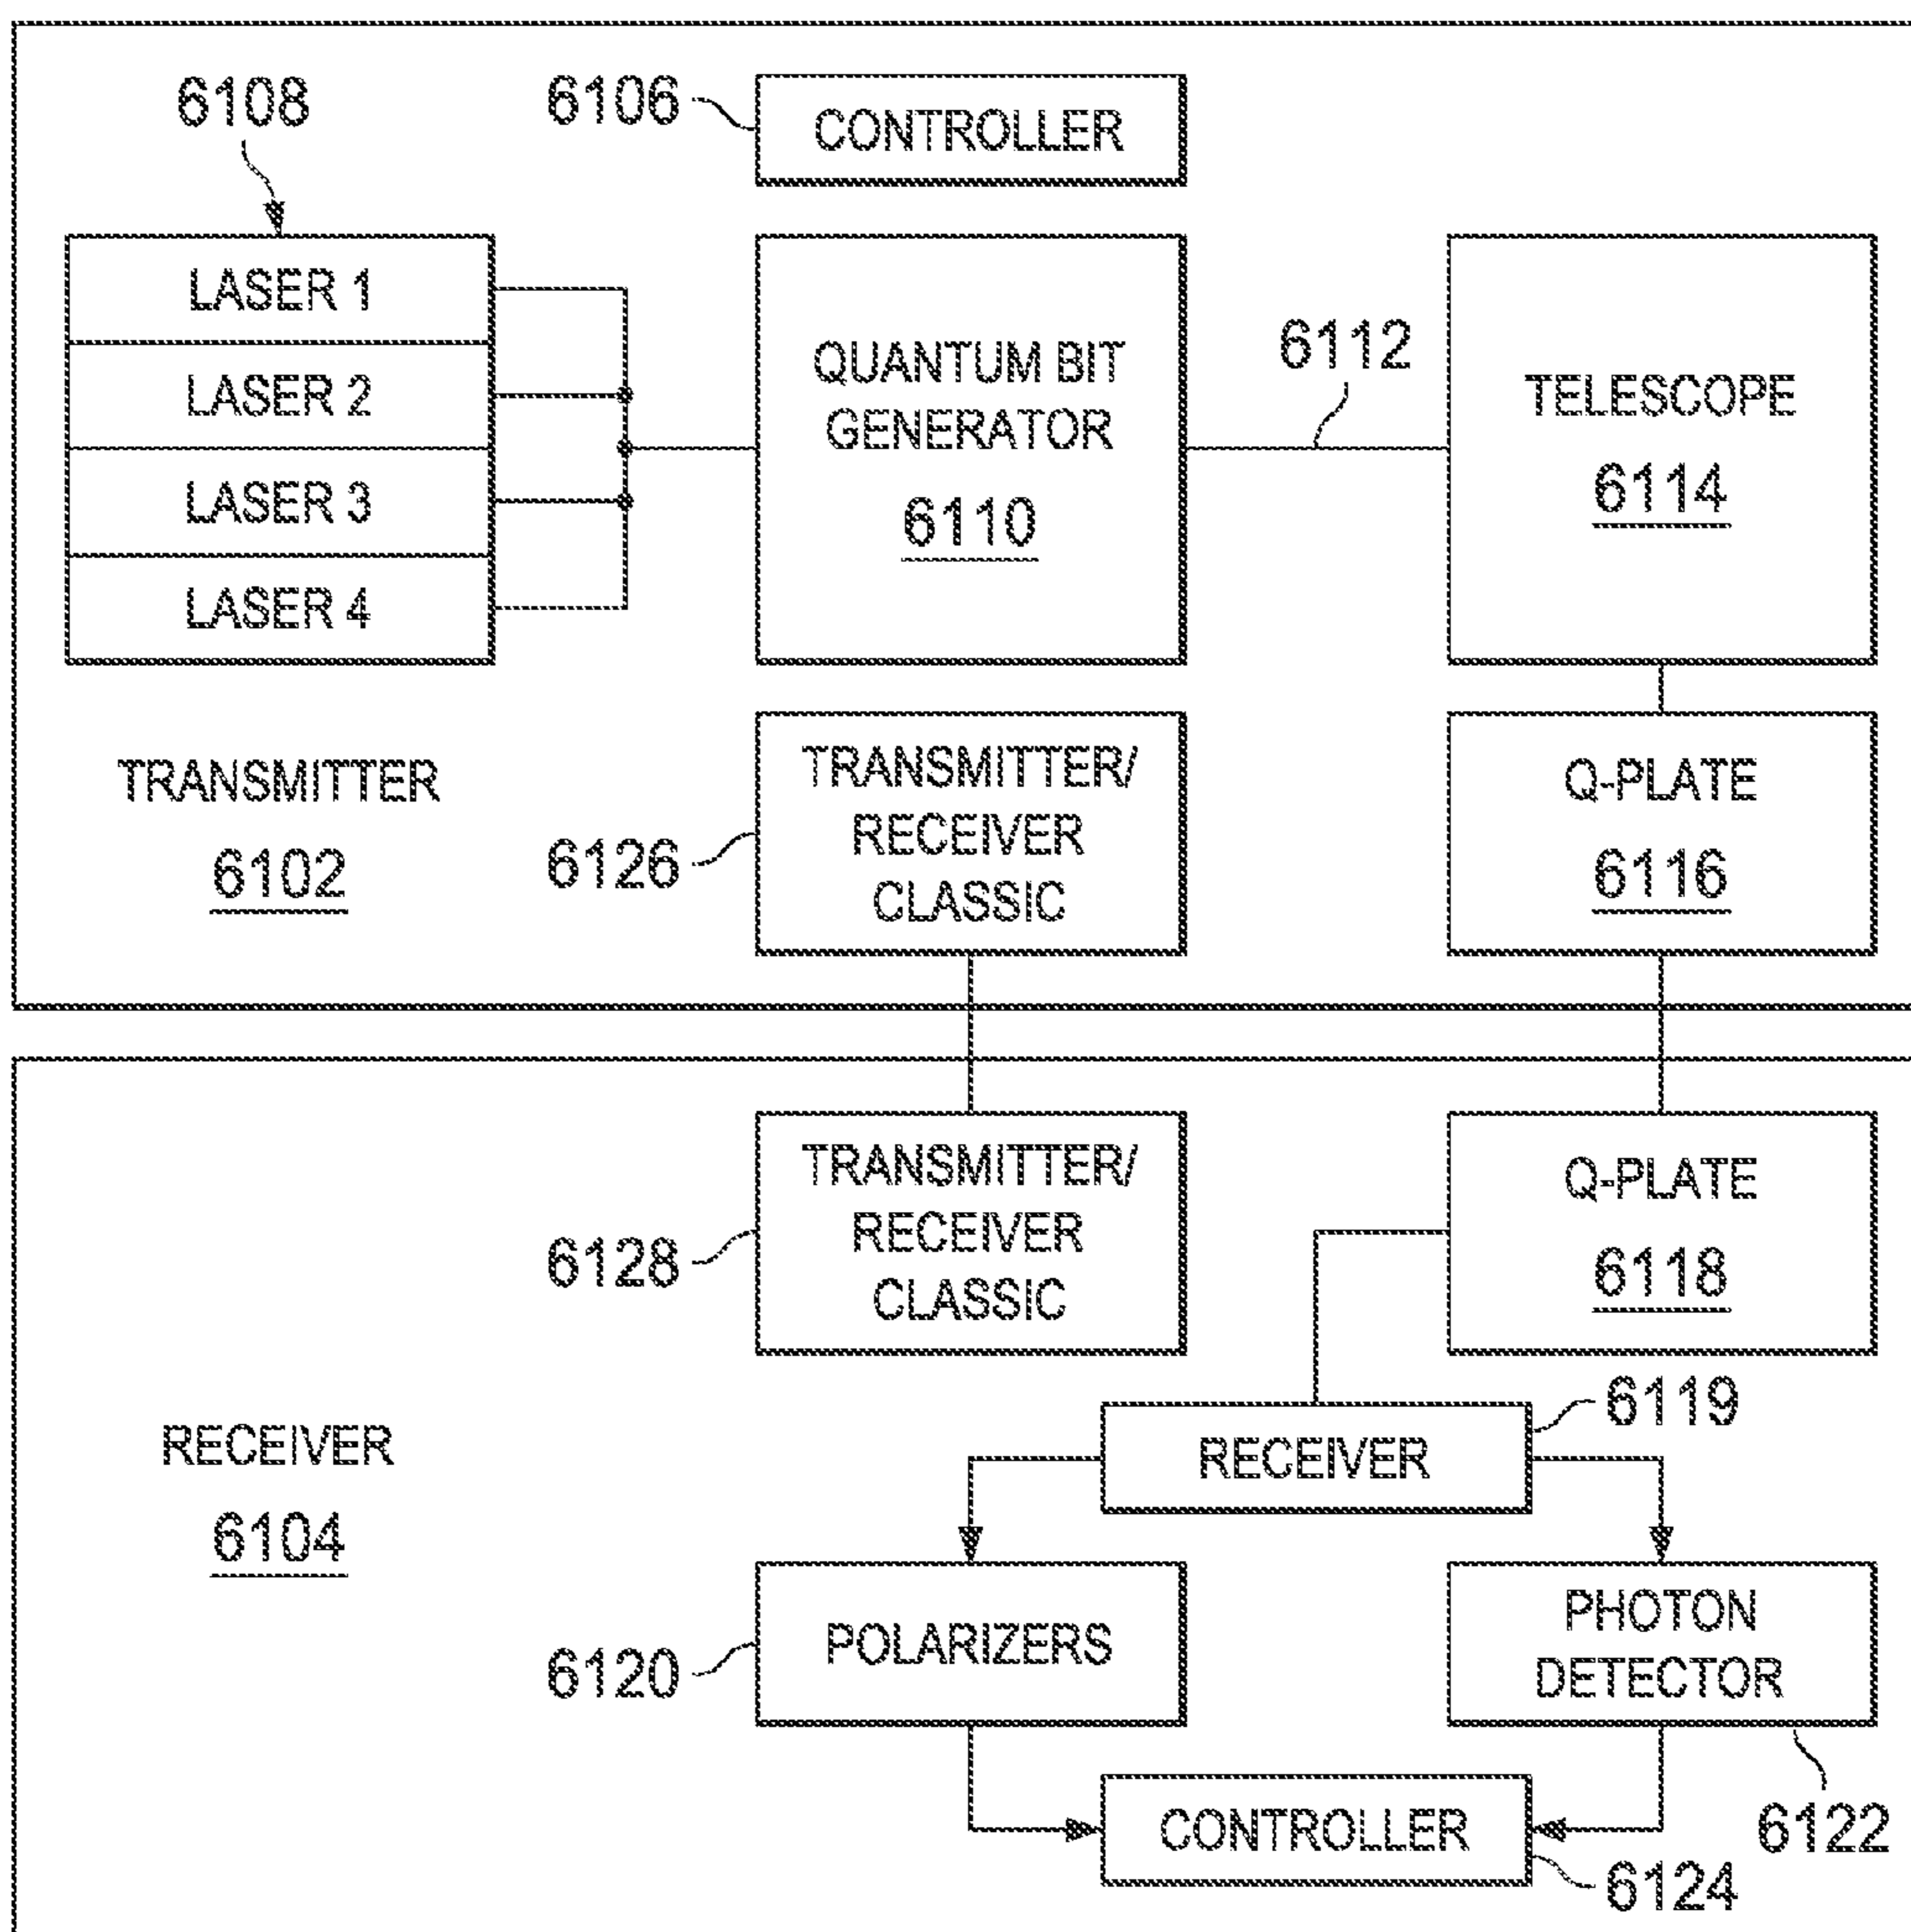 6108
6106
CONTROLLER
LASER 1
LASER 2
LASER 3
LASER 4
QUANTUM BIT
GENERATOR
6110
6112
TELESCOPE
6114
TRANSMITTER
6102
6126
TRANSMITTER/
RECEIVER
CLASSIC
Q-PLATE
6116
6128
TRANSMITTER/
RECEIVER
CLASSIC
Q-PLATE
6118
RECEIVER
6104
RECEIVER
6119
6120
POLARIZERS
PHOTON
DETECTOR
6122
CONTROLLER
6124